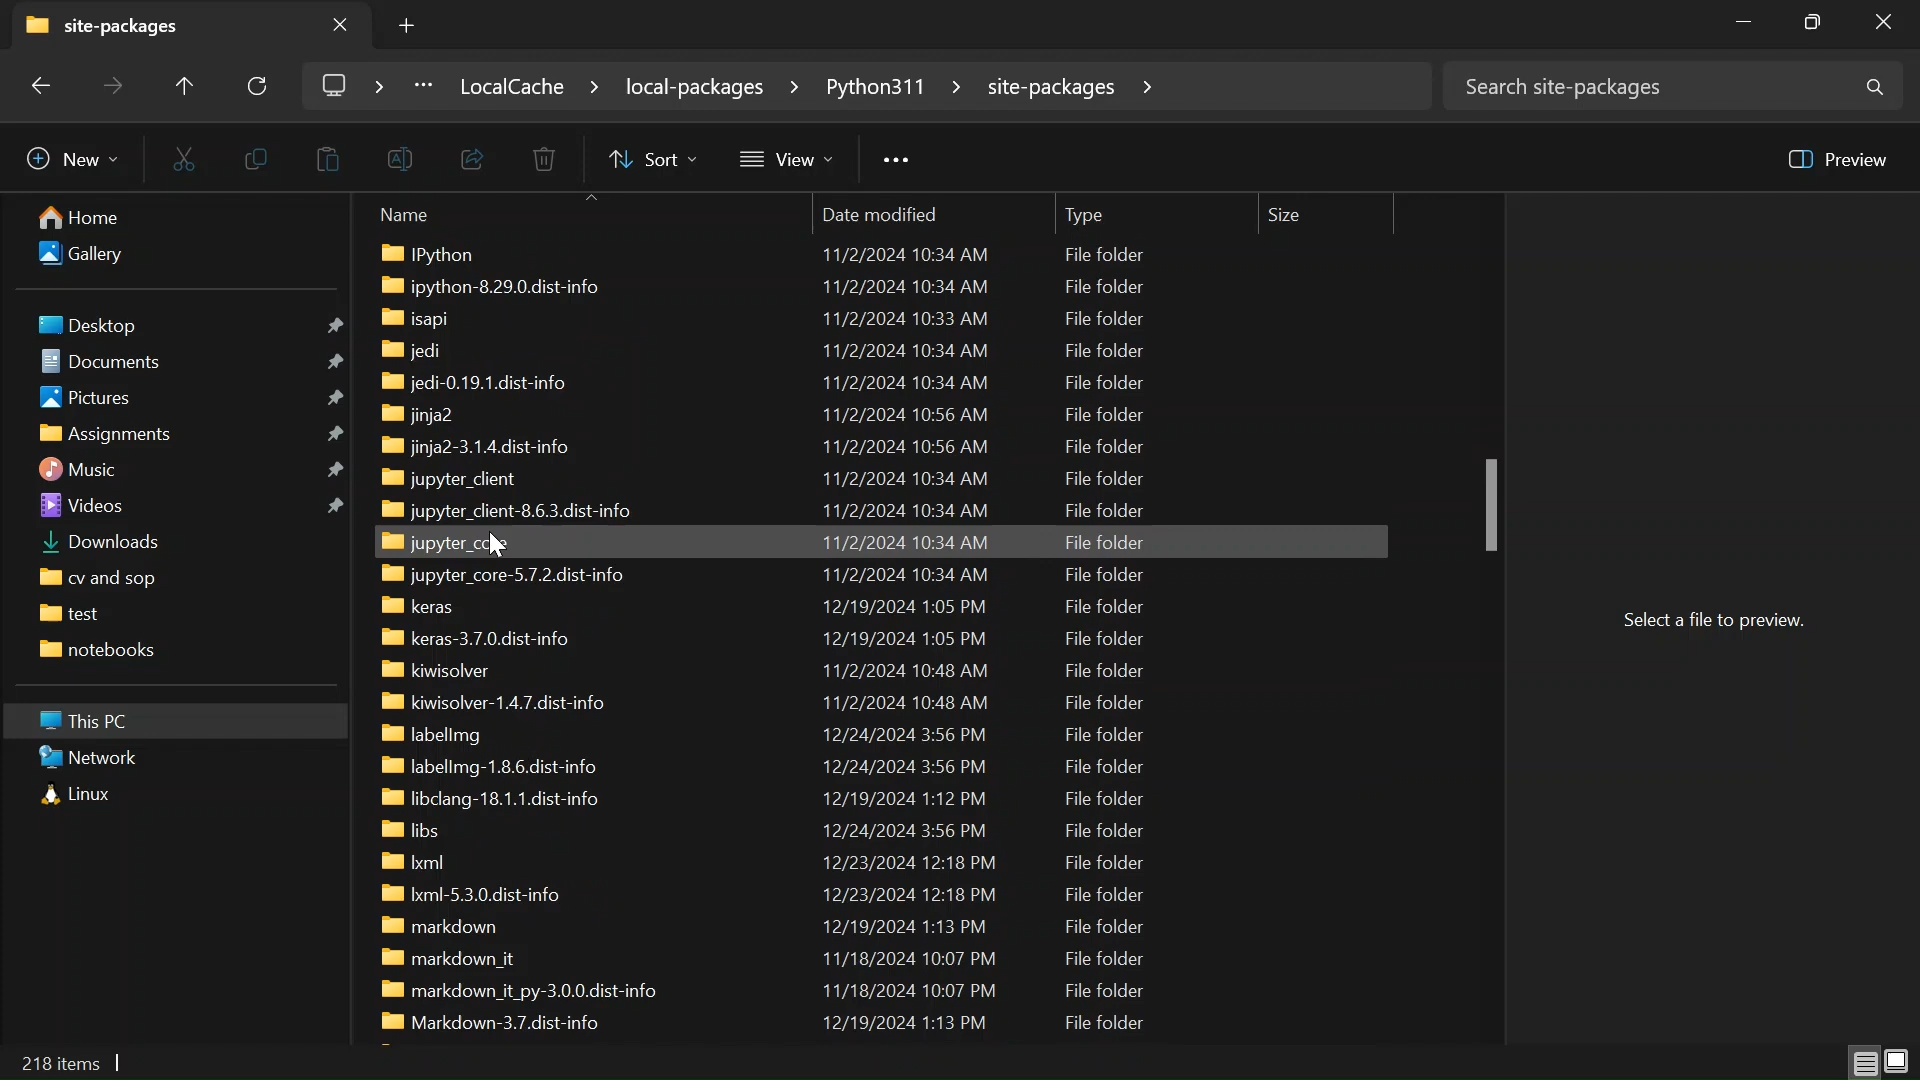 site-packages
LocalCache > local-packages > Python311 > site-packages >
Search site-packages
New
Sort
View
Preview
Home
Gallery
Desktop
Documents
Pictures
Assignments
Music
Videos
Downloads
cv and sop
test
notebooks
This PC
Network
Linux
Name Date modified Type Size
IPython 11/2/2024 10:34 AM File folder
ipython-8.29.0.dist-info 11/2/2024 10:34 AM File folder
isapi 11/2/2024 10:33 AM File folder
jedi 11/2/2024 10:34 AM File folder
jedi-0.19.1.dist-info 11/2/2024 10:34 AM File folder
jinja2 11/2/2024 10:56 AM File folder
jinja2-3.1.4.dist-info 11/2/2024 10:56 AM File folder
jupyter_client 11/2/2024 10:34 AM File folder
jupyter_client-8.6.3.dist-info 11/2/2024 10:34 AM File folder
jupyter_core 11/2/2024 10:34 AM File folder
jupyter_core-5.7.2.dist-info 11/2/2024 10:34 AM File folder
keras 12/19/2024 1:05 PM File folder
keras-3.7.0.dist-info 12/19/2024 1:05 PM File folder
kiwisolver 11/2/2024 10:48 AM File folder
kiwisolver-1.4.7.dist-info 11/2/2024 10:48 AM File folder
labelImg 12/24/2024 3:56 PM File folder
labelImg-1.8.6.dist-info 12/24/2024 3:56 PM File folder
libclang-18.1.1.dist-info 12/19/2024 1:12 PM File folder
libs 12/24/2024 3:56 PM File folder
lxml 12/23/2024 12:18 PM File folder
lxml-5.3.0.dist-info 12/23/2024 12:18 PM File folder
markdown 12/19/2024 1:13 PM File folder
markdown_it 11/18/2024 10:07 PM File folder
markdown_it_py-3.0.0.dist-info 11/18/2024 10:07 PM File folder
Markdown-3.7.dist-info 12/19/2024 1:13 PM File folder
Select a file to preview.
218 items